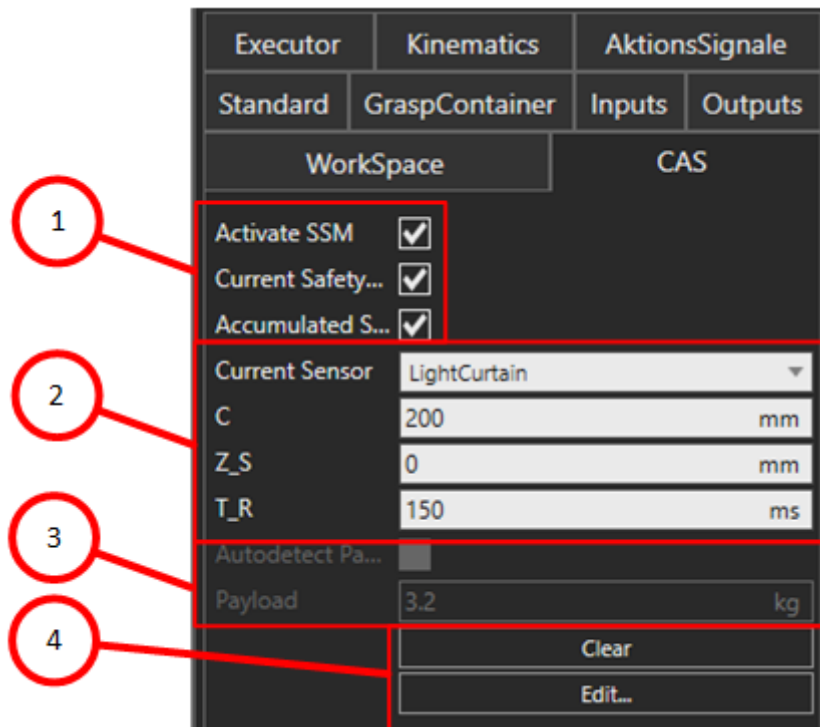 Executor Kinematics AktionsSignale
Standard GraspContainer Inputs Outputs
WorkSpace CAS
1
Activate SSM
Current Safety...
Accumulated S...
2
Current Sensor LightCurtain
C 200 mm
Z_S 0 mm
T_R 150 ms
3
Autodetect Pa...
Payload 3.2 kg
4
Clear
Edit...